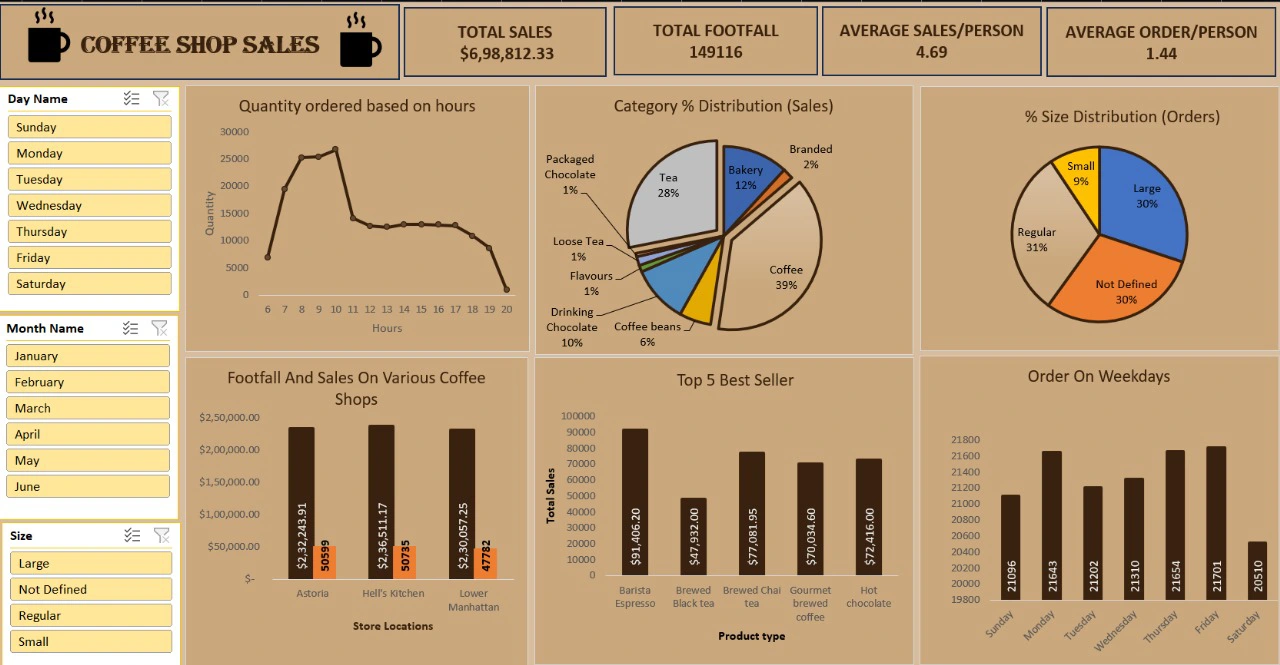 COFFEE SHOP SALES
TOTAL SALES
$6,98,812.33
TOTAL FOOTFALL
149116
AVERAGE SALES/PERSON
4.69
AVERAGE ORDER/PERSON
1.44
Day Name
Sunday
Monday
Tuesday
Wednesday
Thursday
Friday
Saturday
Month Name
January
February
March
April
May
June
Size
Large
Not Defined
Regular
Small
Quantity ordered based on hours
30000
25000
20000
15000
10000
5000
0
Quantity
6 7 8 9 10 11 12 13 14 15 16 17 18 19 20
Hours
Category % Distribution (Sales)
Branded
2%
Bakery
12%
Tea
28%
Packaged
Chocolate
1%
Loose Tea
1%
Flavours
1%
Drinking
Chocolate
10%
Coffee beans
6%
Coffee
39%
% Size Distribution (Orders)
Small
9%
Large
30%
Regular
31%
Not Defined
30%
Footfall And Sales On Various Coffee
Shops
$2,50,000.00
$2,00,000.00
$1,50,000.00
$1,00,000.00
$50,000.00
$-
$2,32,243.91
50599
$2,36,511.17
50735
$2,30,057.25
47782
Astoria
Hell's Kitchen
Lower
Manhattan
Store Locations
Top 5 Best Seller
100000
90000
80000
70000
60000
50000
40000
30000
20000
10000
0
Total Sales
$91,406.20
$47,932.00
$77,081.95
$70,034.60
$72,416.00
Barista
Espresso
Brewed
Black tea
Brewed Chai
tea
Gourmet
brewed
coffee
Hot
chocolate
Product type
Order On Weekdays
21800
21600
21400
21200
21000
20800
20600
20400
20200
20000
19800
21096
21643
21202
21310
21654
21701
20510
Sunday
Monday
Tuesday
Wednesday
Thursday
Friday
Saturday